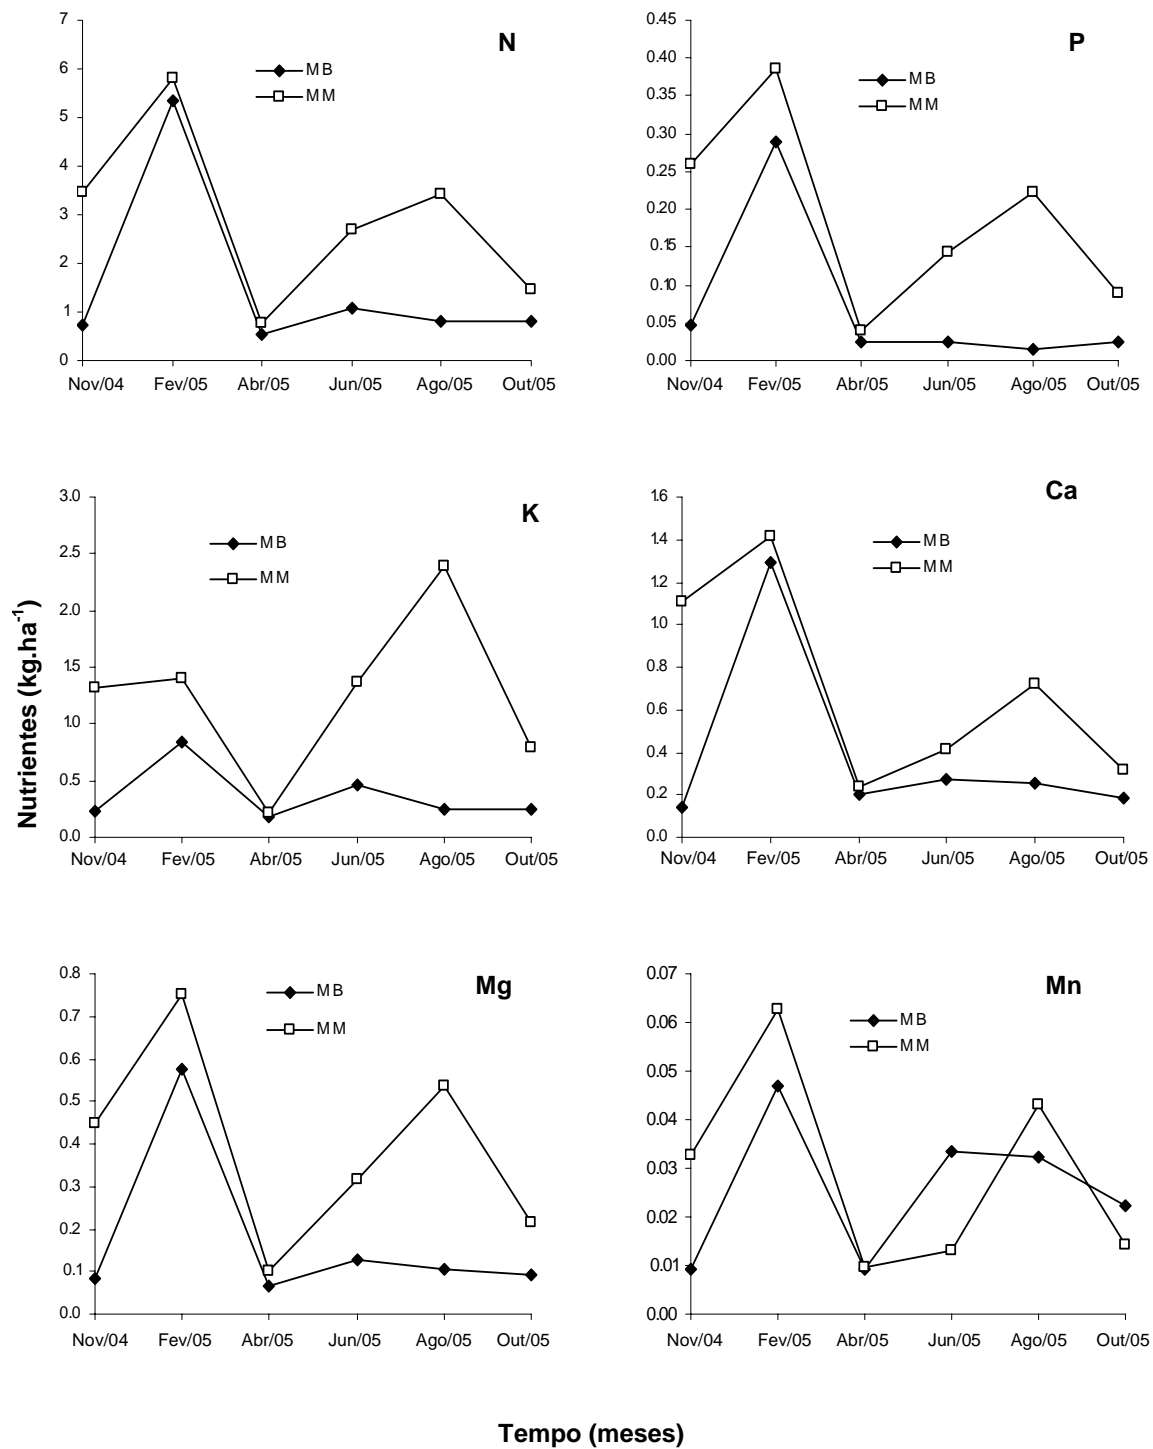 N
7
6
5
4
3
2
1
0
MB
MM
Nov/04 Fev/05 Abr/05 Jun/05 Ago/05 Out/05
P
0.45
0.40
0.35
0.30
0.25
0.20
0.15
0.10
0.05
0.00
MB
MM
Nov/04 Fev/05 Abr/05 Jun/05 Ago/05 Out/05
Nutrientes (kg.ha-1)
K
3.0
2.5
2.0
1.5
1.0
0.5
0.0
MB
MM
Nov/04 Fev/05 Abr/05 Jun/05 Ago/05 Out/05
Ca
1.6
1.4
1.2
1.0
0.8
0.6
0.4
0.2
0.0
MB
MM
Nov/04 Fev/05 Abr/05 Jun/05 Ago/05 Out/05
Mg
0.8
0.7
0.6
0.5
0.4
0.3
0.2
0.1
0.0
MB
MM
Nov/04 Fev/05 Abr/05 Jun/05 Ago/05 Out/05
Mn
0.07
0.06
0.05
0.04
0.03
0.02
0.01
0.00
MB
MM
Nov/04 Fev/05 Abr/05 Jun/05 Ago/05 Out/05
Tempo (meses)